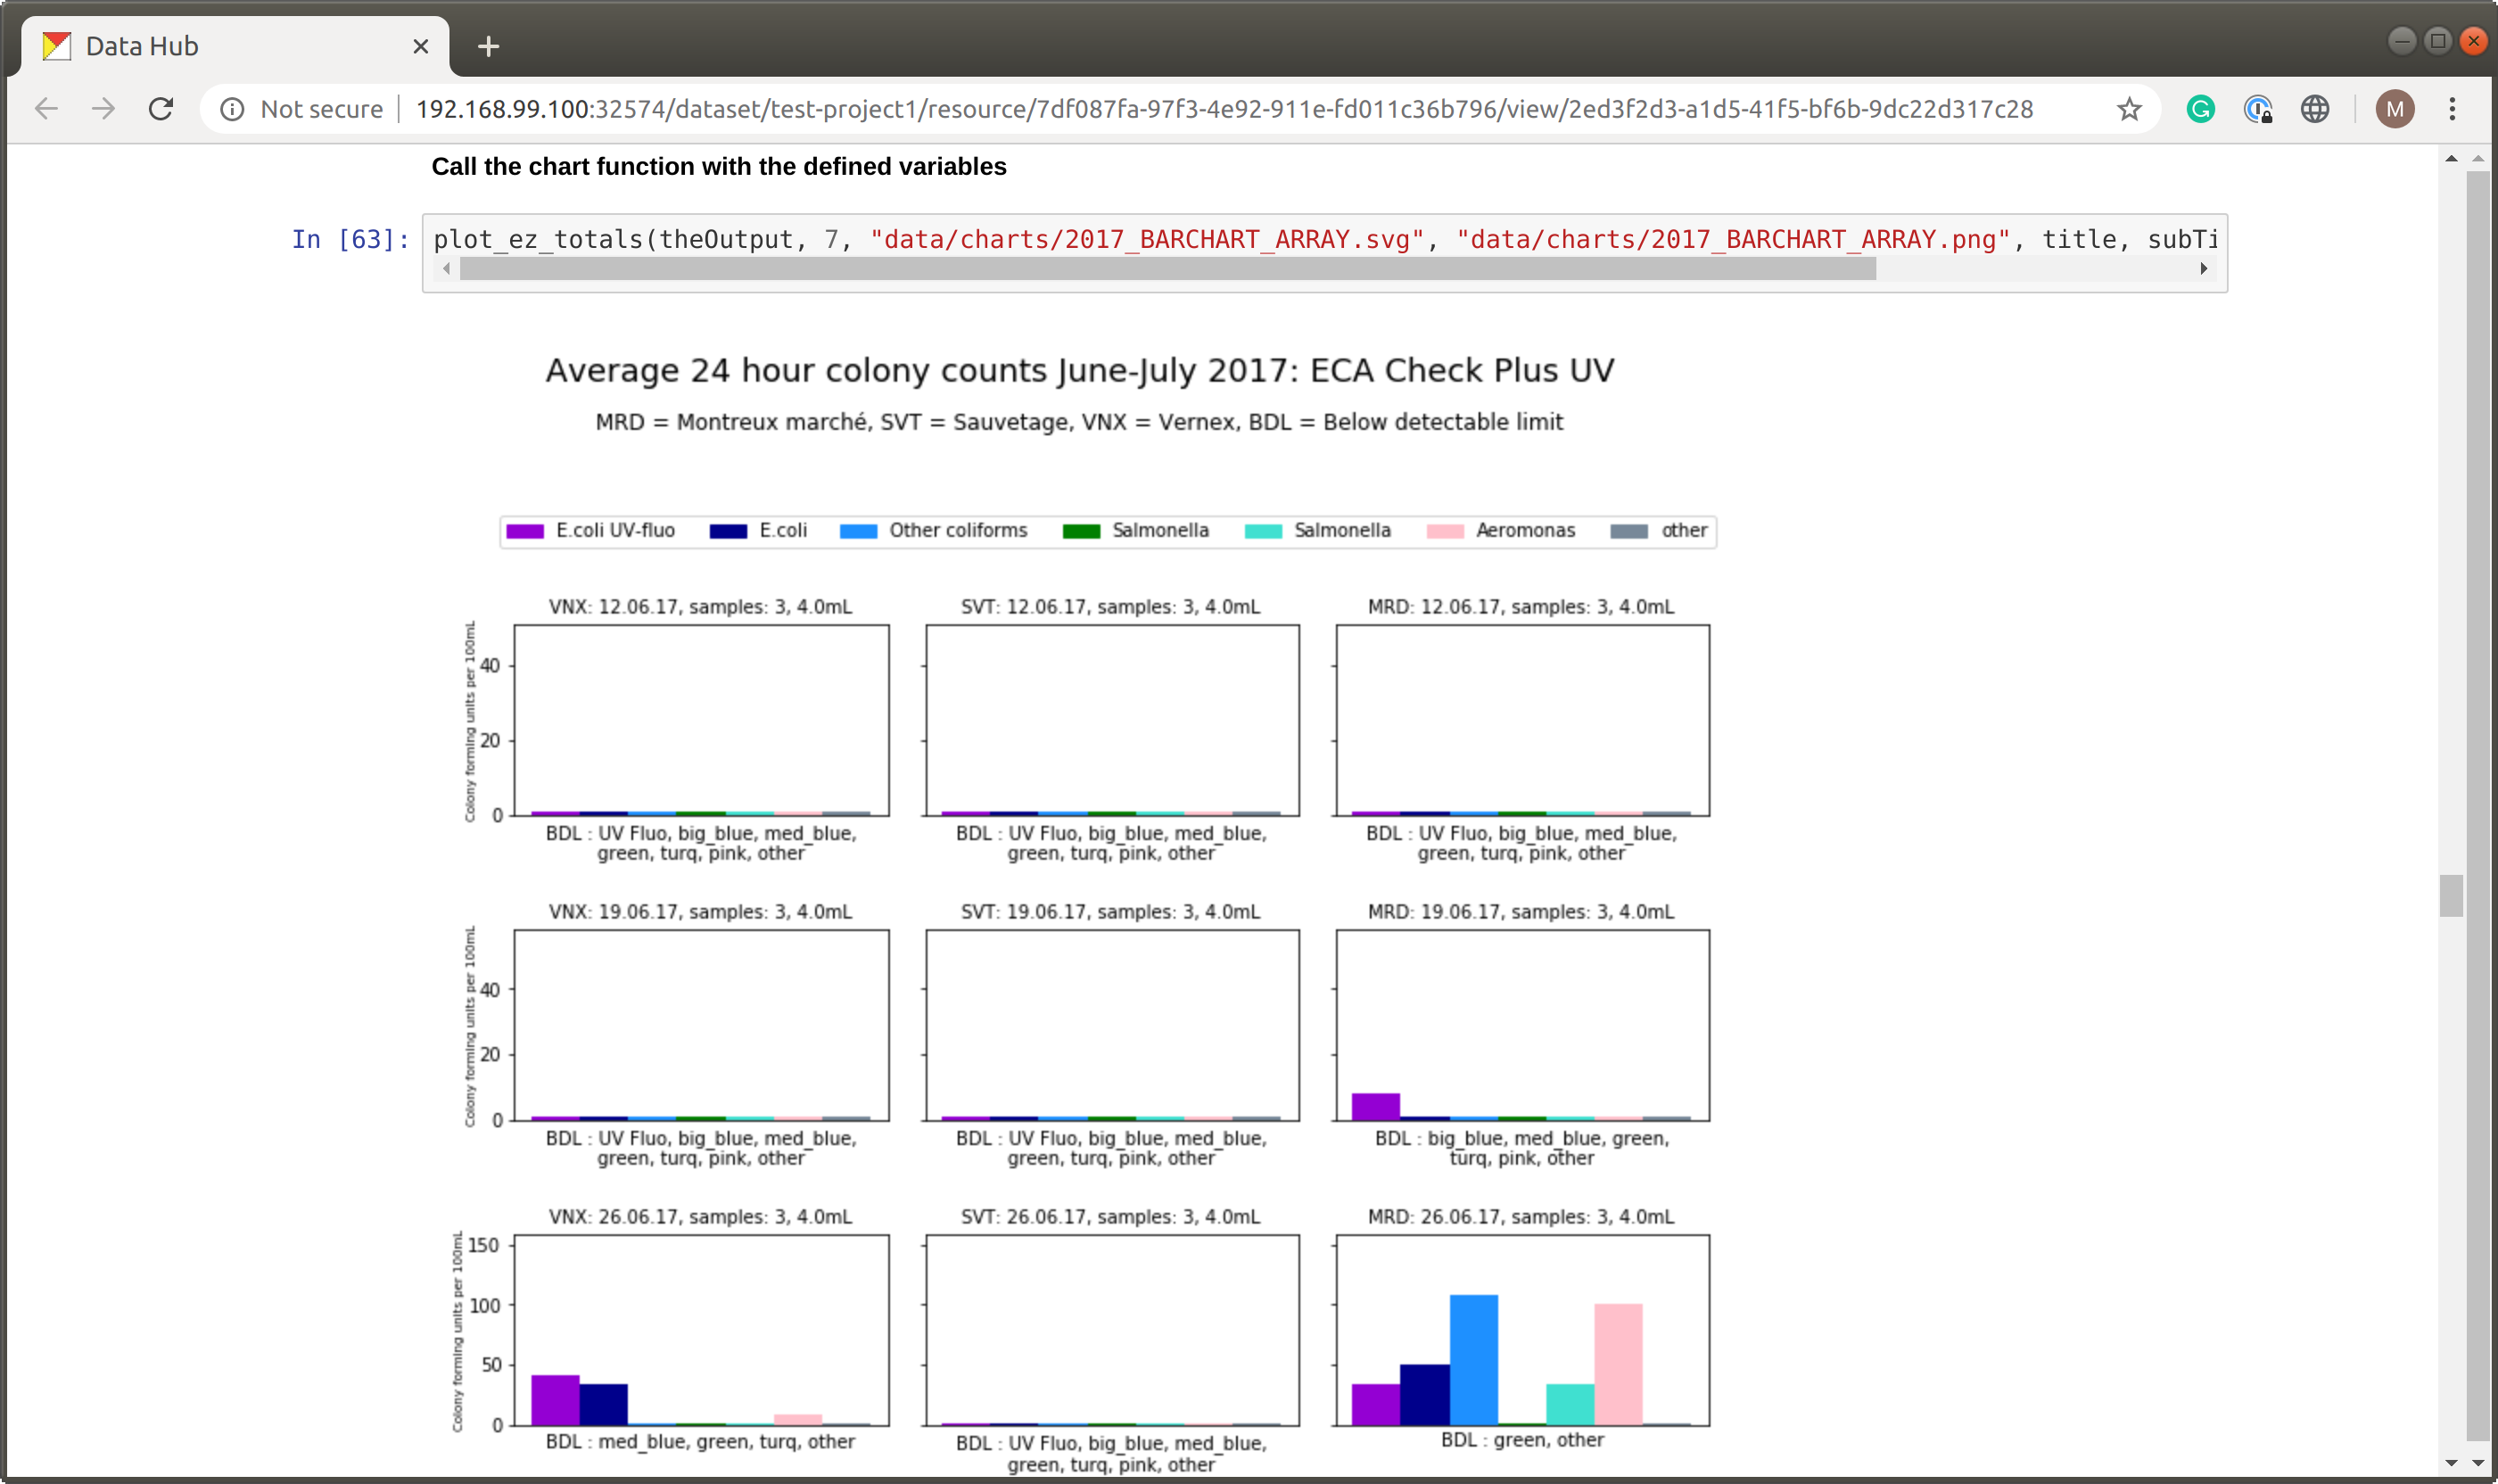 Data Hub
Not secure
192.168.99.100:32574/dataset/test-project1/resource/7df087fa-97f3-4e92-911e-fd011c36b796/view/2ed3f2d3-a1d5-41f5-bf6b-9dc22d317c28
M
Call the chart function with the defined variables
In [63]: plot_ez_totals(theOutput, 7, "data/charts/2017_BARCHART_ARRAY.svg", "data/charts/2017_BARCHART_ARRAY.png", title, subTi
Average 24 hour colony counts June-July 2017: ECA Check Plus UV
MRD = Montreux marché, SVT = Sauvetage, VNX = Vernex, BDL = Below detectable limit
E.coli UV-fluo E.coli Other coliforms Salmonella Salmonella Aeromonas other
VNX: 12.06.17, samples: 3, 4.0mL
Colony forming units per 100mL
40
20
0
BDL : UV Fluo, big_blue, med_blue,
green, turq, pink, other
SVT: 12.06.17, samples: 3, 4.0mL
BDL : UV Fluo, big_blue, med_blue,
green, turq, pink, other
MRD: 12.06.17, samples: 3, 4.0mL
BDL : UV Fluo, big_blue, med_blue,
green, turq, pink, other
VNX: 19.06.17, samples: 3, 4.0mL
Colony forming units per 100mL
40
20
0
BDL : UV Fluo, big_blue, med_blue,
green, turq, pink, other
SVT: 19.06.17, samples: 3, 4.0mL
BDL : UV Fluo, big_blue, med_blue,
green, turq, pink, other
MRD: 19.06.17, samples: 3, 4.0mL
BDL : big_blue, med_blue, green,
turq, pink, other
VNX: 26.06.17, samples: 3, 4.0mL
Colony forming units per 100mL
150
100
50
0
BDL : med_blue, green, turq, other
SVT: 26.06.17, samples: 3, 4.0mL
BDL : UV Fluo, big_blue, med_blue,
green, turq, pink, other
MRD: 26.06.17, samples: 3, 4.0mL
BDL : green, other